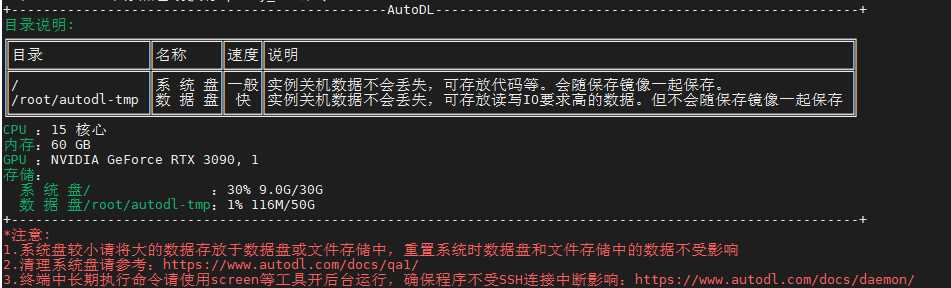 AutoDL
目录说明:
目录 名称 速度 说明
/ 系 统 盘 一般 实例关机数据不会丢失，可存放代码等。会随保存镜像一起保存。
/root/autodl-tmp 数 据 盘 快 实例关机数据不会丢失，可存放读写IO要求高的数据。但不会随保存镜像一起保存
CPU ：15 核心
内存：60 GB
GPU ：NVIDIA GeForce RTX 3090, 1
存储：
系 统 盘/ ：30% 9.0G/30G
数 据 盘/root/autodl-tmp：1% 116M/50G
*注意:
1.系统盘较小请将大的数据存放于数据盘或文件存储中，重置系统时数据盘和文件存储中的数据不受影响
2.清理系统盘请参考：https://www.autodl.com/docs/qa1/
3.终端中长期执行命令请使用screen等工具开后台运行，确保程序不受SSH连接中断影响：https://www.autodl.com/docs/daemon/